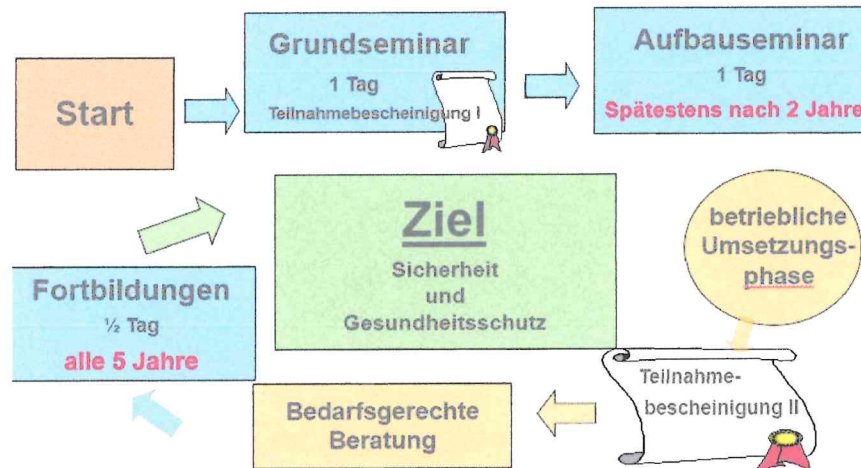 Start
Grundseminar
1 Tag
Teilnahmebescheinigung I
Aufbauseminar
1 Tag
Spätestens nach 2 Jahre
Ziel
Sicherheit
und
Gesundheitsschutz
betriebliche
Umsetzungs-
phase
Teilnahme-
bescheinigung II
Bedarfsgerechte
Beratung
Fortbildungen
½ Tag
alle 5 Jahre